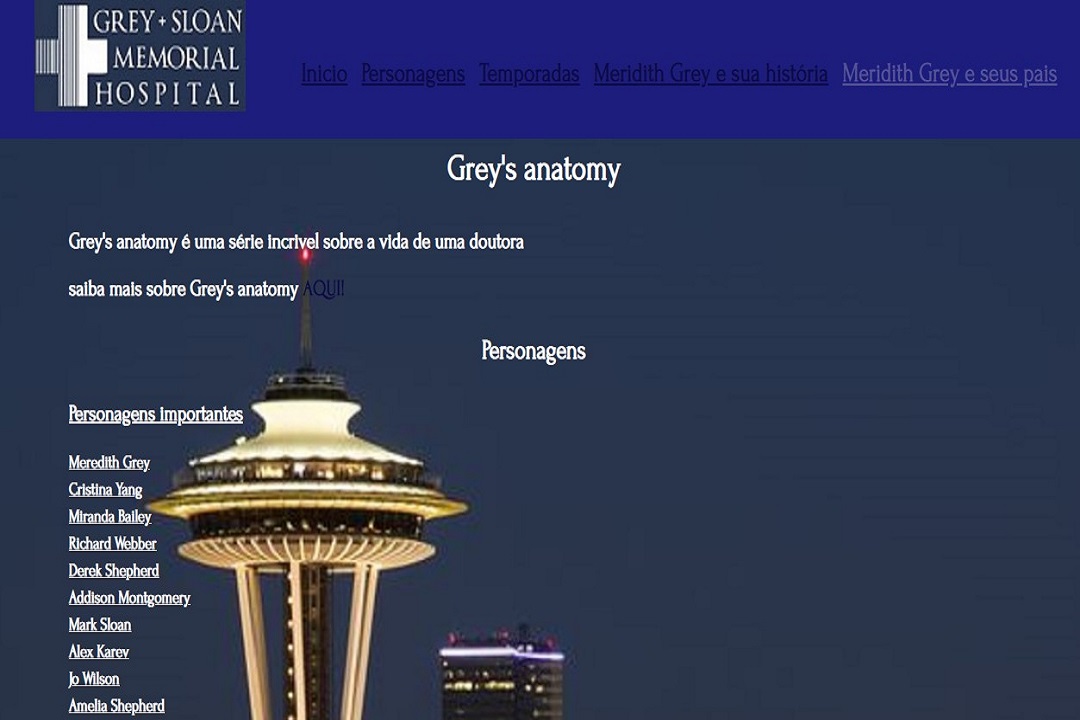 GREY + SLOAN
MEMORIAL
HOSPITAL
Inicio Personagens Temporadas Meridith Grey e sua história Meridith Grey e seus pais
Grey's anatomy
Grey's anatomy é uma série incrivel sobre a vida de uma doutora
saiba mais sobre Grey's anatomy AQUI!
Personagens
Personagens importantes
Meredith Grey
Cristina Yang
Miranda Bailey
Richard Webber
Derek Shepherd
Addison Montgomery
Mark Sloan
Alex Karev
Jo Wilson
Amelia Shepherd